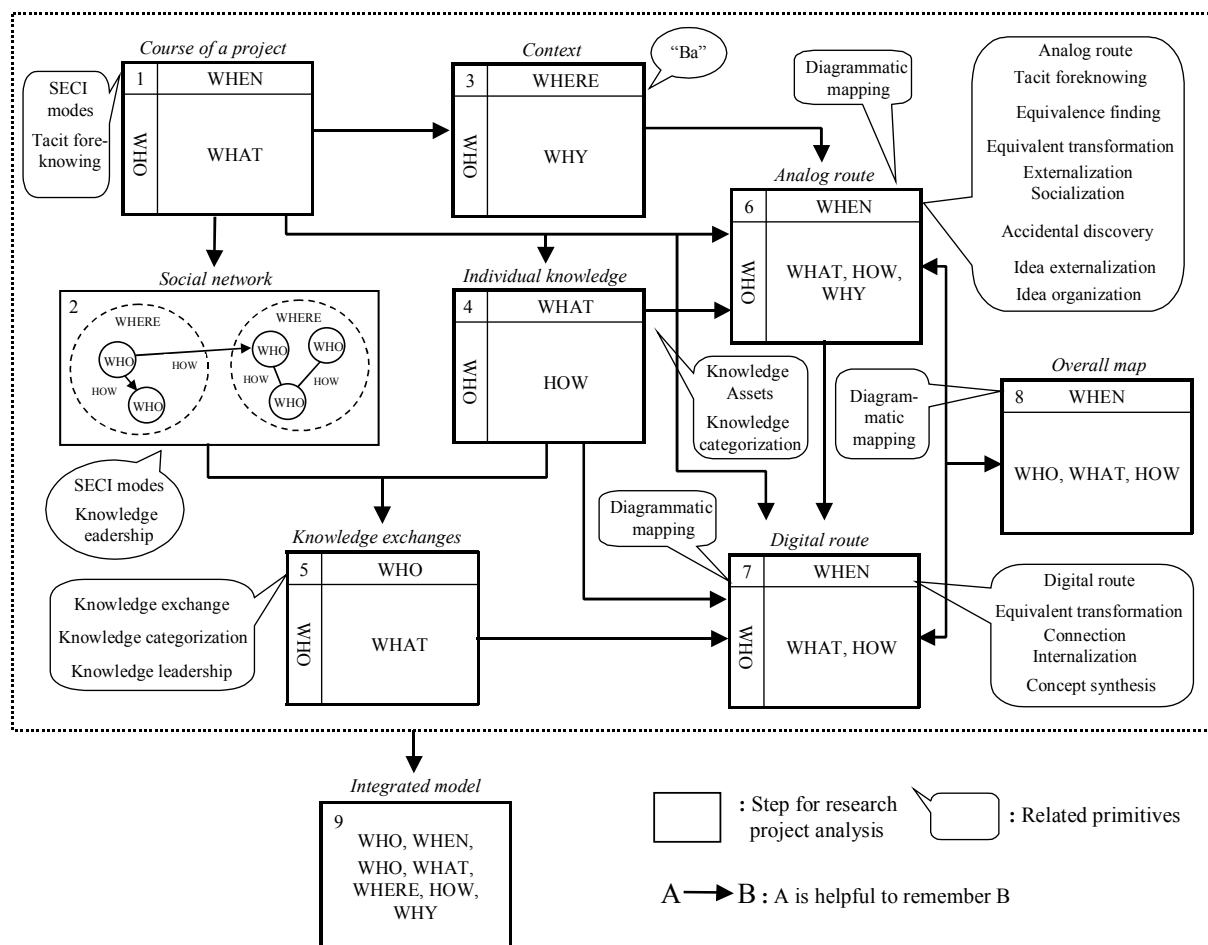 Course of a project
1
WHEN
WHO
WHAT
SECI
modes
Tacit fore-
knowing
Context
3
WHERE
WHO
WHY
“Ba”
Diagrammatic
mapping
Analog route
Tacit foreknowing
Equivalence finding
Equivalent transformation
Externalization
Socialization
Accidental discovery
Idea externalization
Idea organization
Analog route
6
WHEN
WHO
WHAT, HOW,
WHY
Social network
2
WHERE
WHO
HOW
WHO
HOW
WHERE
WHO
WHO
HOW
HOW
WHO
Individual knowledge
4
WHAT
WHO
HOW
Knowledge
Assets
Knowledge
categorization
Overall map
8
WHEN
WHO, WHAT, HOW
Diagram-
matic
mapping
SECI modes
Knowledge
eadership
Knowledge exchanges
5
WHO
WHO
WHAT
Knowledge exchange
Knowledge categorization
Knowledge leadership
Diagrammatic
mapping
Digital route
7
WHEN
WHO
WHAT, HOW
Digital route
Equivalent transformation
Connection
Internalization
Concept synthesis
Integrated model
9
WHO, WHEN,
WHO, WHAT,
WHERE, HOW,
WHY
: Step for research
project analysis
: Related primitives
A B : A is helpful to remember B